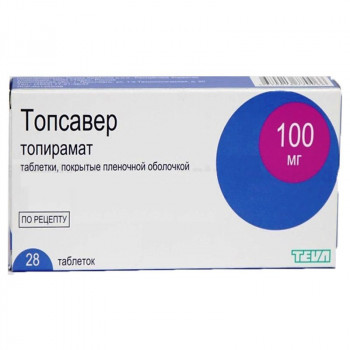 Топсавер
топирамат
таблетки, покрытые пленочной оболочкой
100
мг
ПО РЕЦЕПТУ
28 таблеток
TEVA